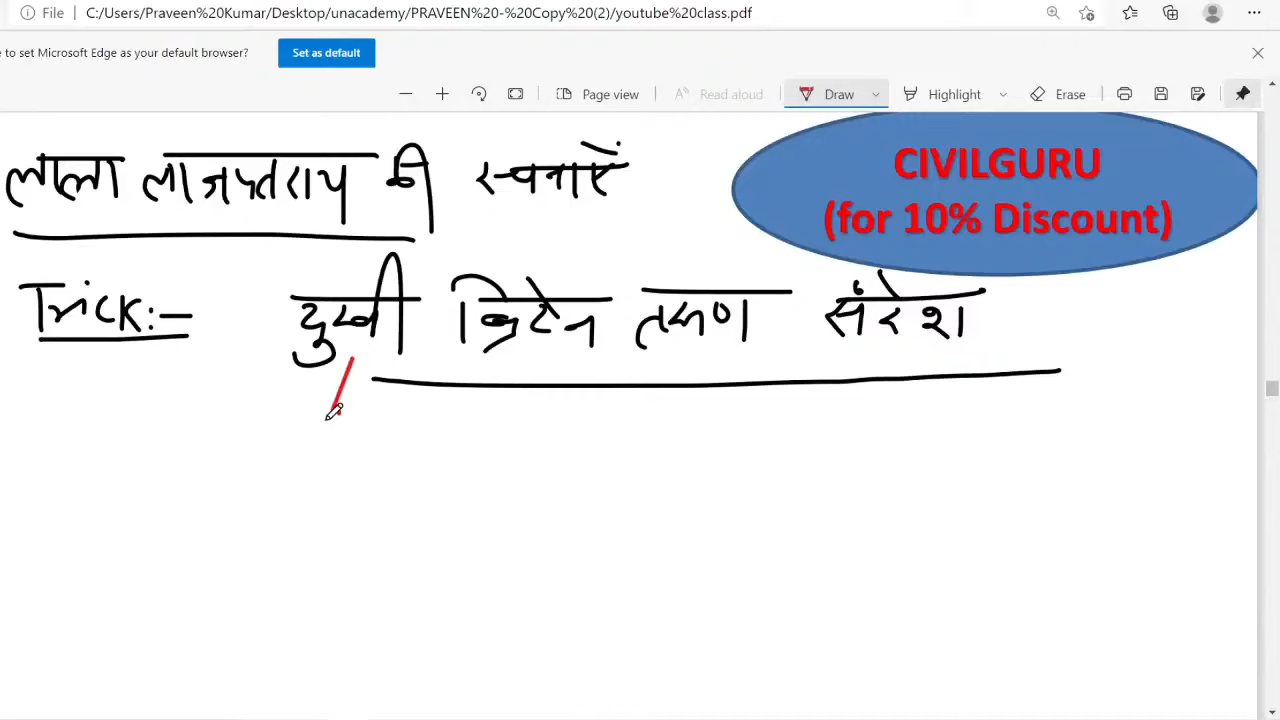 File C:/Users/Praveen%20Kumar/Desktop/unacademy/PRAVEEN%20-%20Copy%20(2)/youtube%20class.pdf
e to set Microsoft Edge as your default browser? Set as default
Page view Read aloud Draw Highlight Erase
CIVILGURU
(for 10% Discount)
लाला लाजपतराय की रचनाएं
Trick:- दुखी ब्रिटेन तरुण संदेश